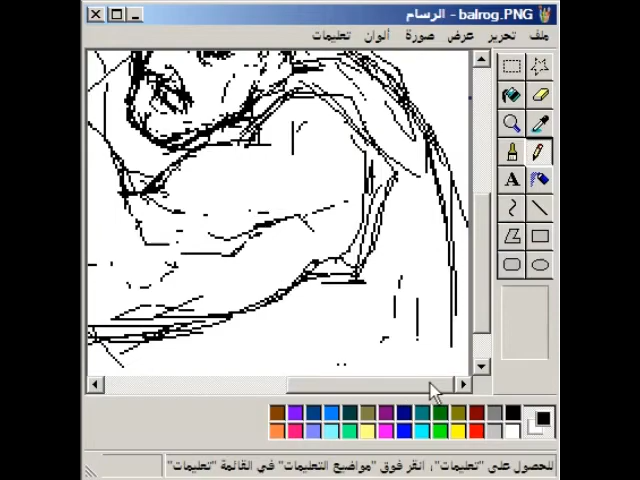 balrog.PNG - الرسام
ملف تحرير عرض صورة ألوان تعليمات
A
للحصول على "تعليمات"، انقر فوق "مواضيع التعليمات" في القائمة "تعليمات"